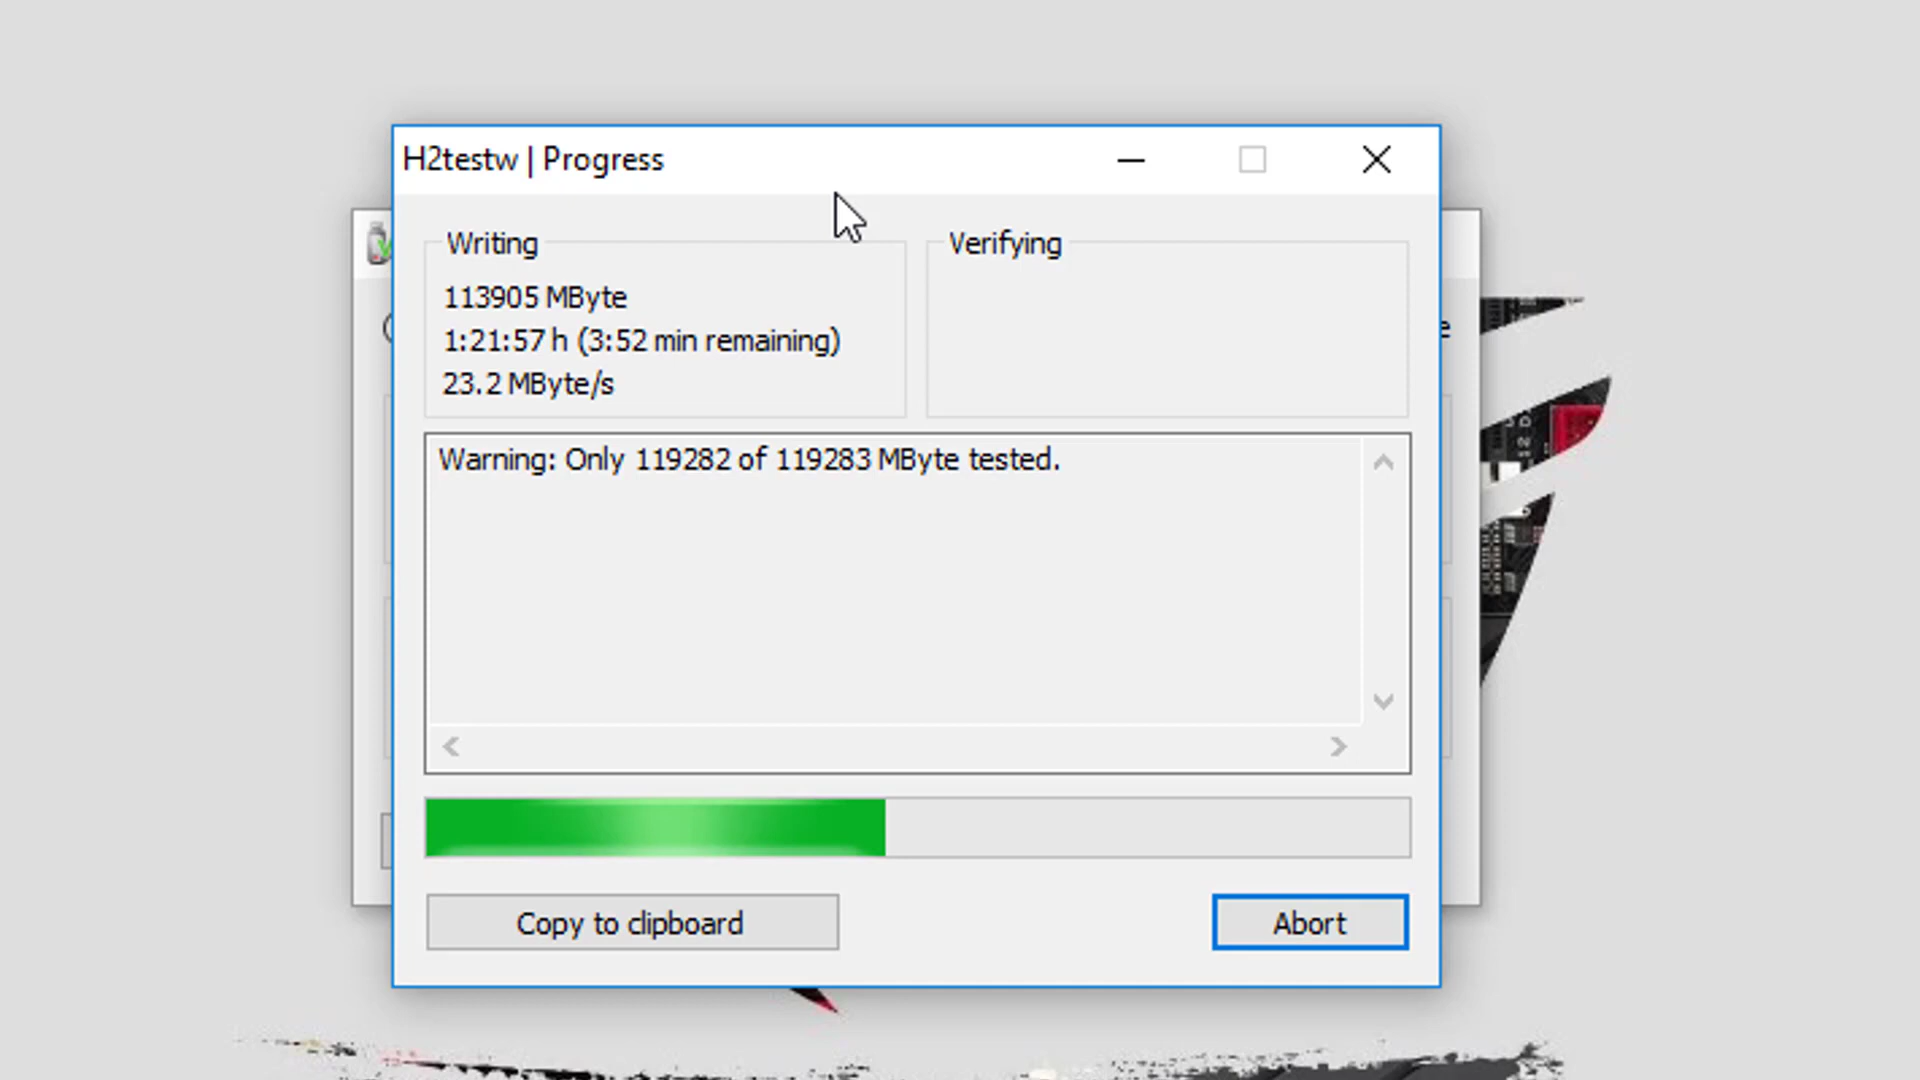 H2testw | Progress
Writing
113905 MByte
1:21:57 h (3:52 min remaining)
23.2 MByte/s
Verifying
Warning: Only 119282 of 119283 MByte tested.
Copy to clipboard
Abort
e